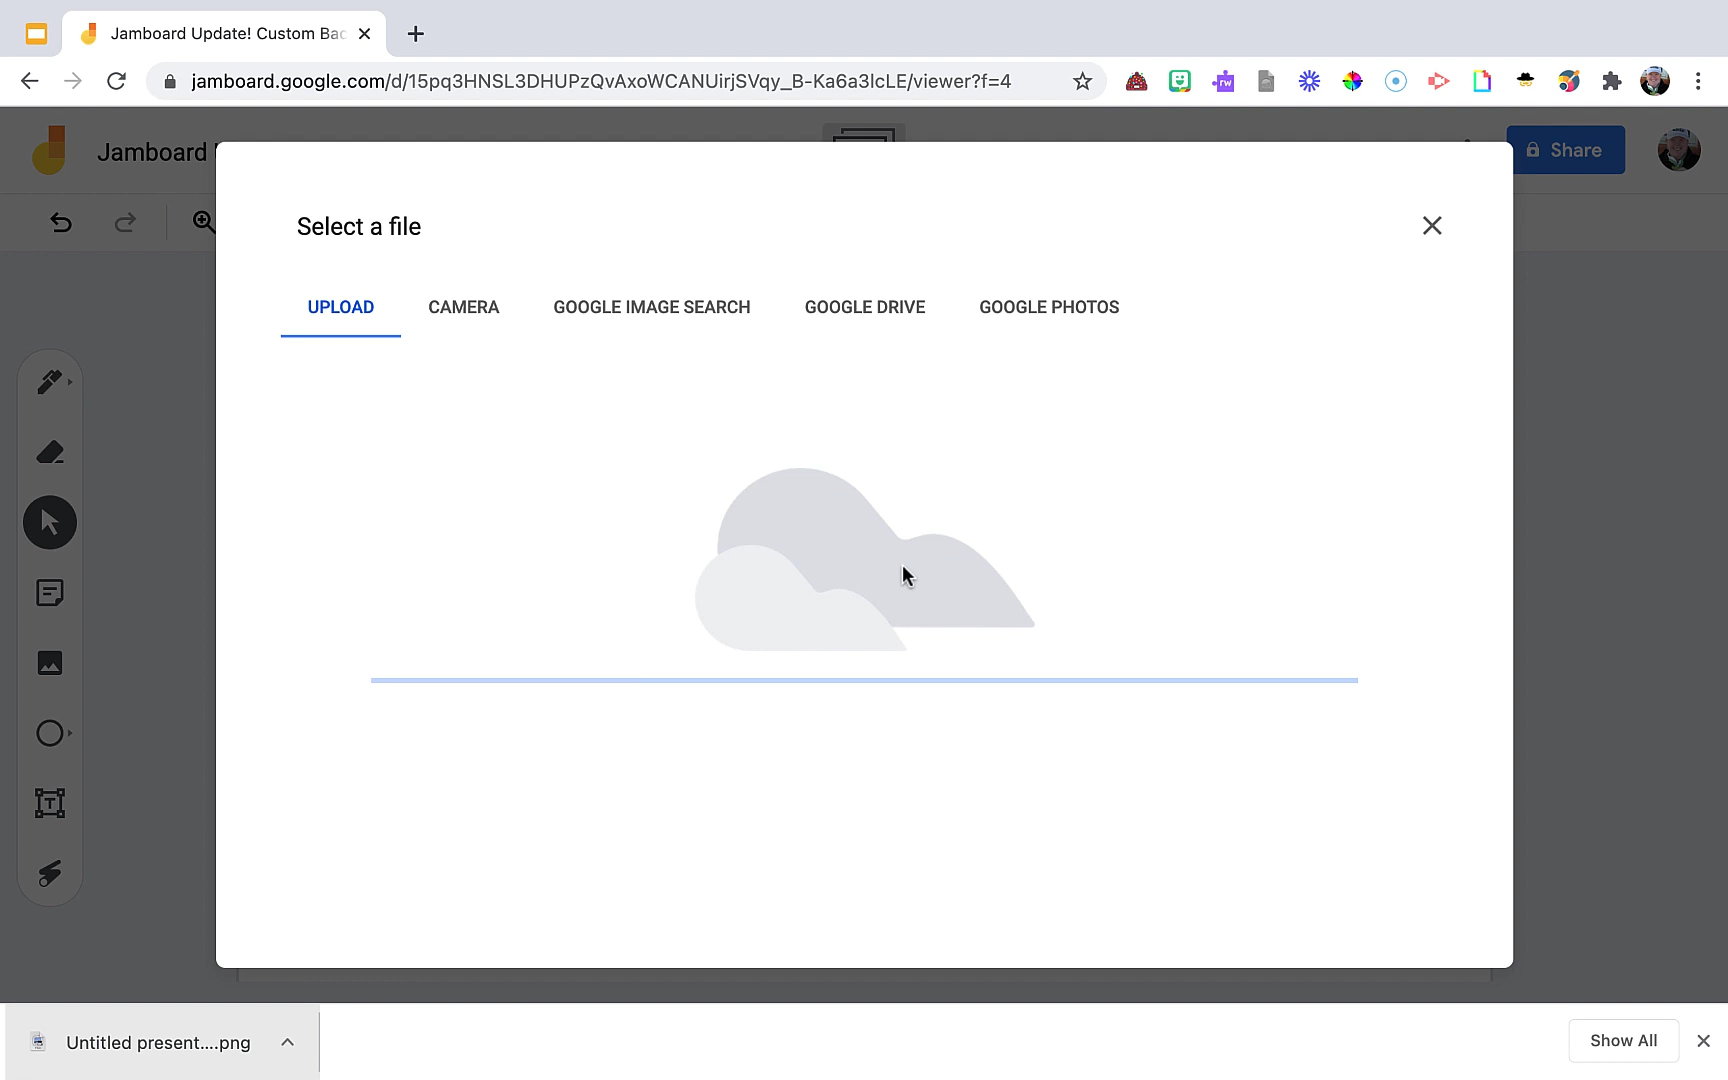 Jamboard Update! Custom Bac
jamboard.google.com/d/15pq3HNSL3DHUPzQvAxoWCANUirjSVqy_B-Ka6a3lcLE/viewer?f=4
rw
Jamboard
Share
Select a file
UPLOAD
CAMERA
GOOGLE IMAGE SEARCH
GOOGLE DRIVE
GOOGLE PHOTOS
Untitled present....png
Show All